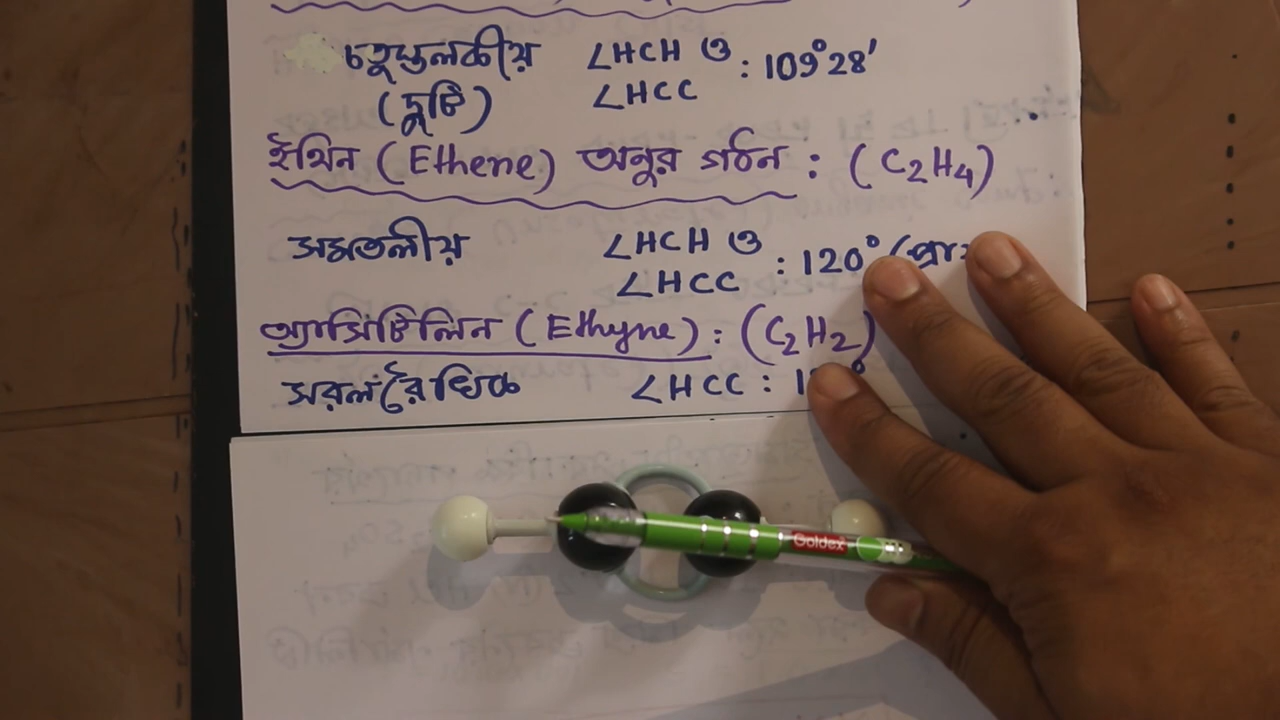 চতুস্তলকীয় ∠HCH ও : 109°28'
(দুটি) ∠HCC
ইথিন (Ethene) অনুর গঠন : (C₂H₄)
সমতলীয় ∠HCH ও : 120°
∠HCC
অ্যাসিটিলিন (Ethyne) : (C₂H₂)
সরলরৈখিক ∠HCC :
Goldex